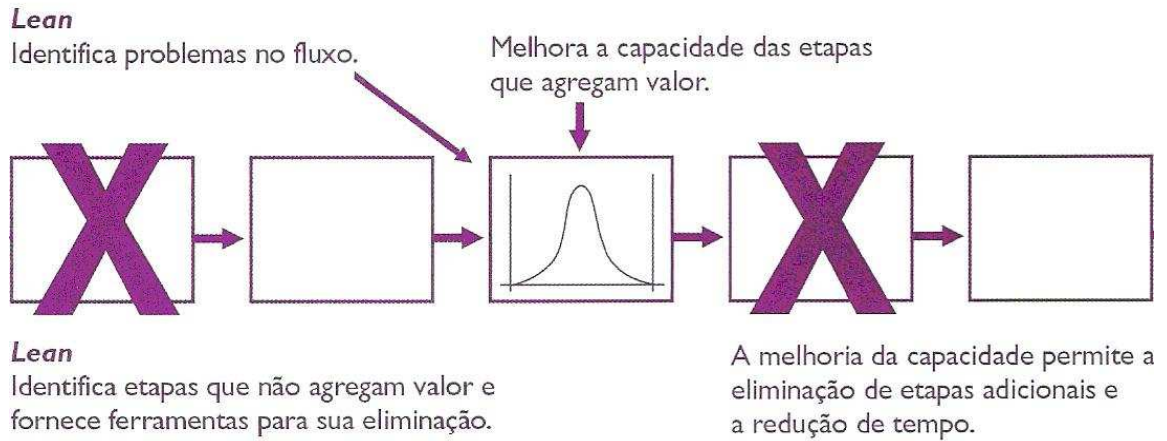 Lean
Identifica problemas no fluxo.
Melhora a capacidade das etapas
que agregam valor.
Lean
Identifica etapas que não agregam valor e
fornece ferramentas para sua eliminação.
A melhoria da capacidade permite a
eliminação de etapas adicionais e
a redução de tempo.